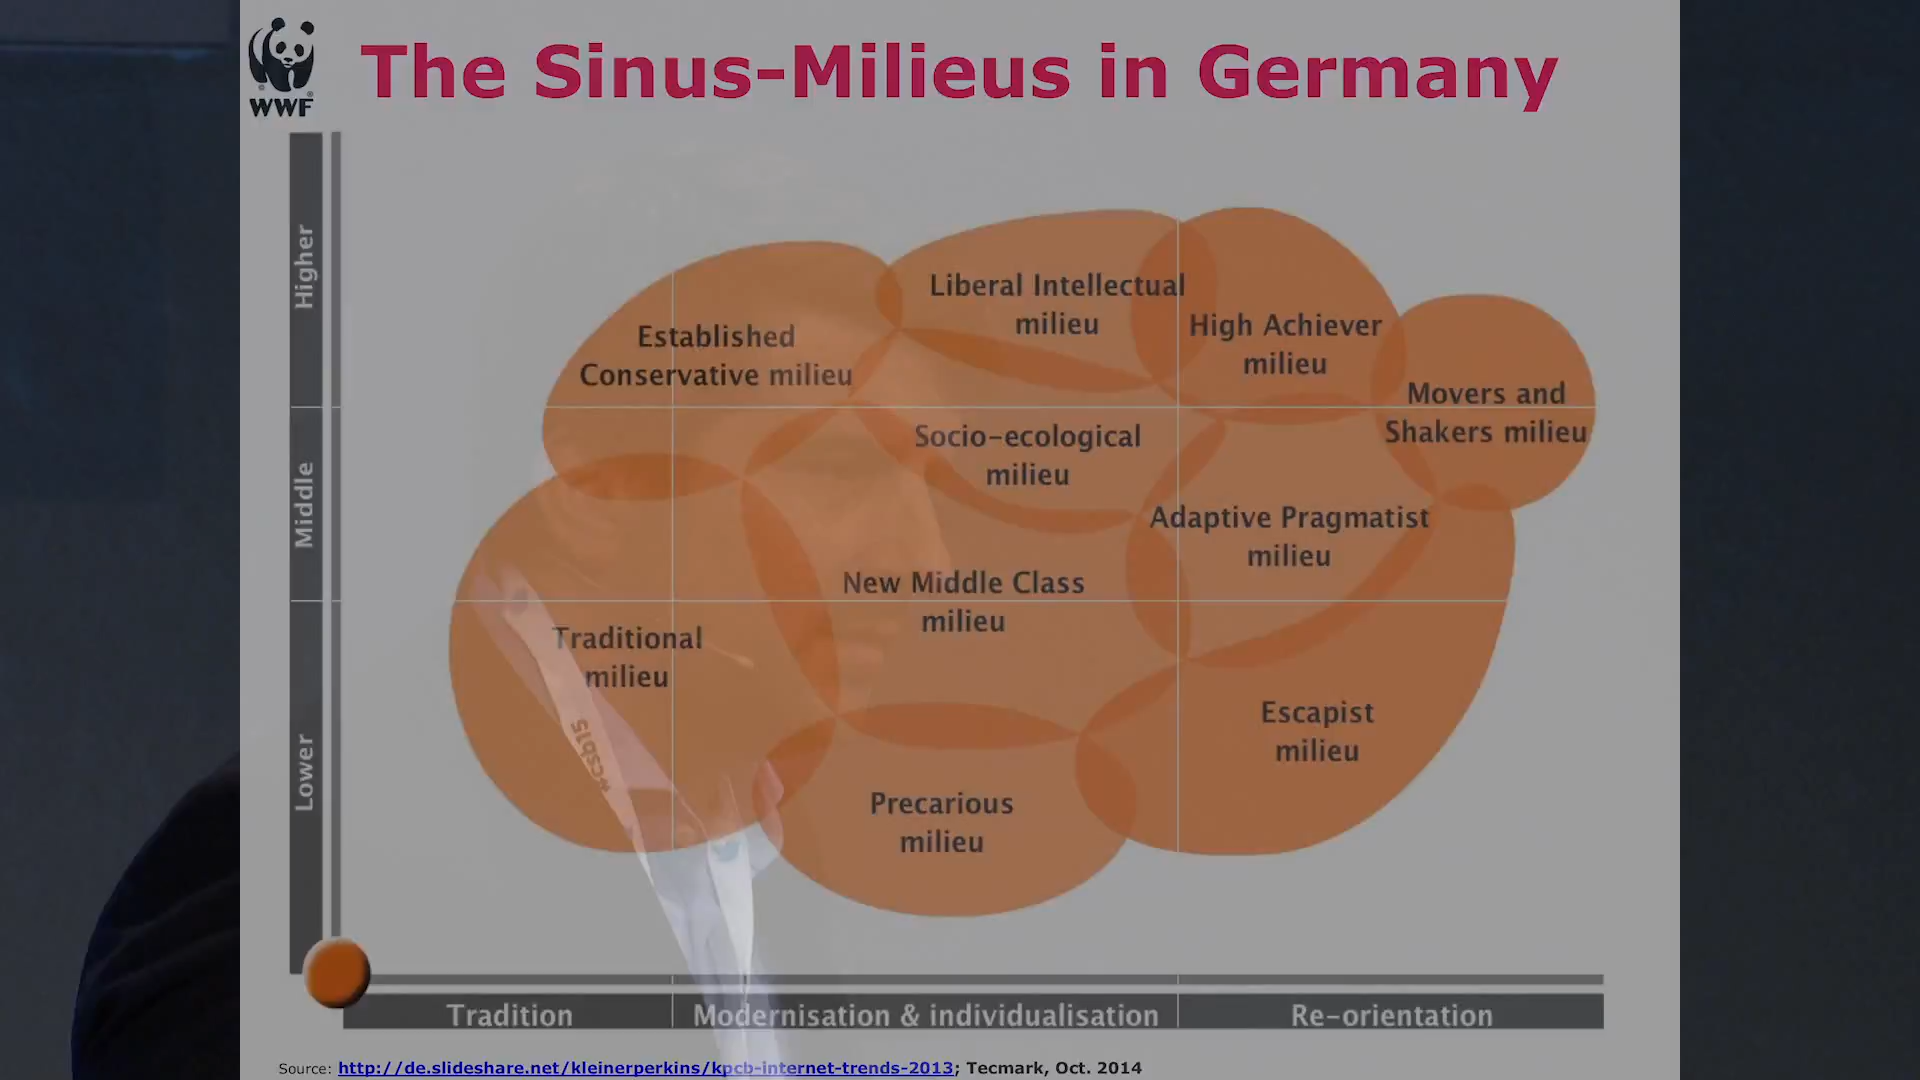 WWF
The Sinus-Milieus in Germany
Higher
Middle
Lower
Established
Conservative milieu
Liberal Intellectual
milieu
High Achiever
milieu
Movers and
Shakers milieu
Socio-ecological
milieu
Adaptive Pragmatist
milieu
New Middle Class
milieu
Traditional
milieu
Escapist
milieu
Precarious
milieu
#csb15
Tradition
Modernisation & individualisation
Re-orientation
Source: http://de.slideshare.net/kleinerperkins/kpcb-internet-trends-2013; Tecmark, Oct. 2014